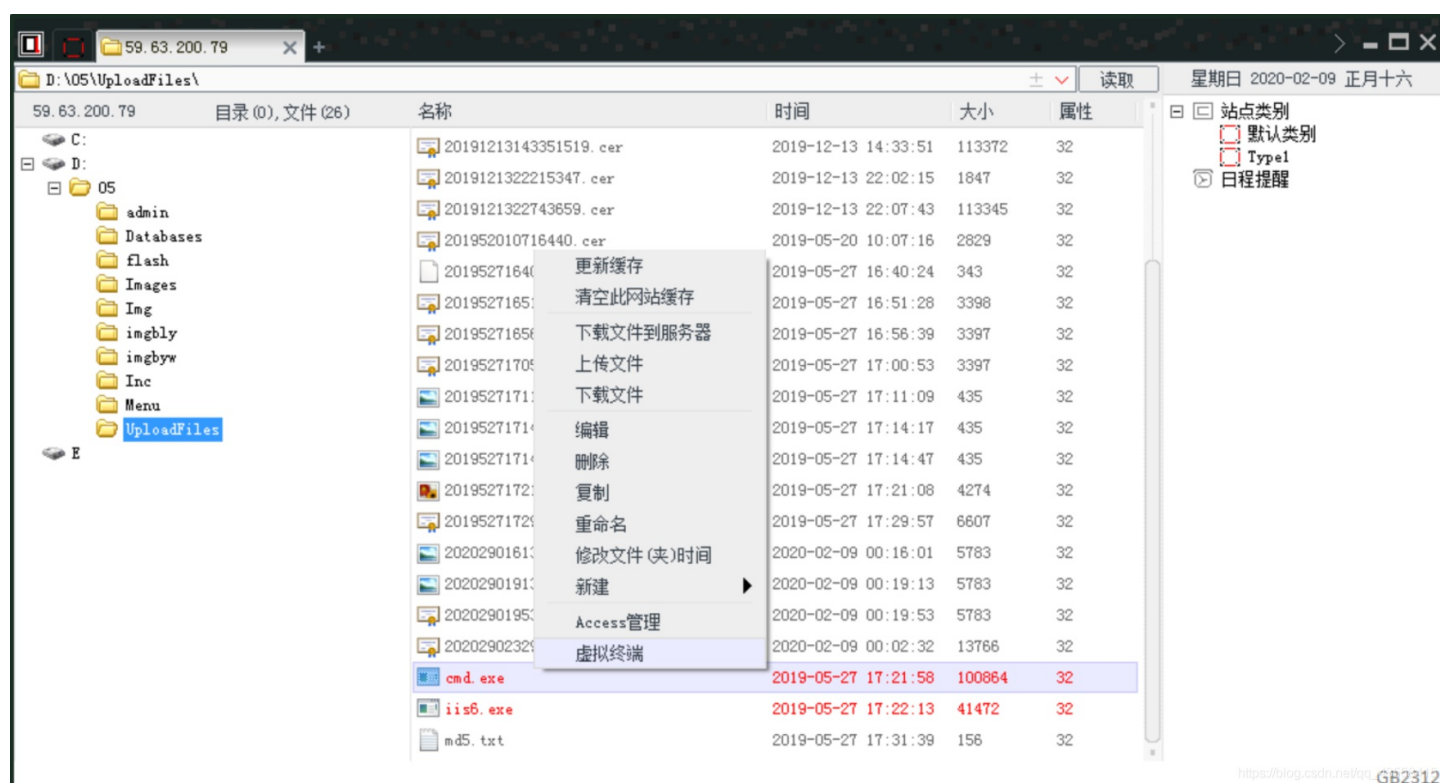 59.63.200.79
D:\05\UploadFiles\
读取
星期日 2020-02-09 正月十六
59.63.200.79 目录(0),文件(26)
名称 时间 大小 属性
C:
D:
05
admin
Databases
flash
Images
Img
imgbly
imgbyw
Inc
Menu
UploadFiles
E
20191213143351519.cer 2019-12-13 14:33:51 113372 32
2019121322215347.cer 2019-12-13 22:02:15 1847 32
2019121322743659.cer 2019-12-13 22:07:43 113345 32
201952010716440.cer 2019-05-20 10:07:16 2829 32
2019-05-27 16:40:24 343 32
2019-05-27 16:51:28 3398 32
2019-05-27 16:56:39 3397 32
2019-05-27 17:00:53 3397 32
2019-05-27 17:11:09 435 32
2019-05-27 17:14:17 435 32
2019-05-27 17:14:47 435 32
2019-05-27 17:21:08 4274 32
2019-05-27 17:29:57 6607 32
2020-02-09 00:16:01 5783 32
2020-02-09 00:19:13 5783 32
2020-02-09 00:19:53 5783 32
2020-02-09 00:02:32 13766 32
cmd.exe 2019-05-27 17:21:58 100864 32
iis6.exe 2019-05-27 17:22:13 41472 32
md5.txt 2019-05-27 17:31:39 156 32
更新缓存
清空此网站缓存
下载文件到服务器
上传文件
下载文件
编辑
删除
复制
重命名
修改文件(夹)时间
新建
Access管理
虚拟终端
站点类别
默认类别
Type1
日程提醒
GB2312